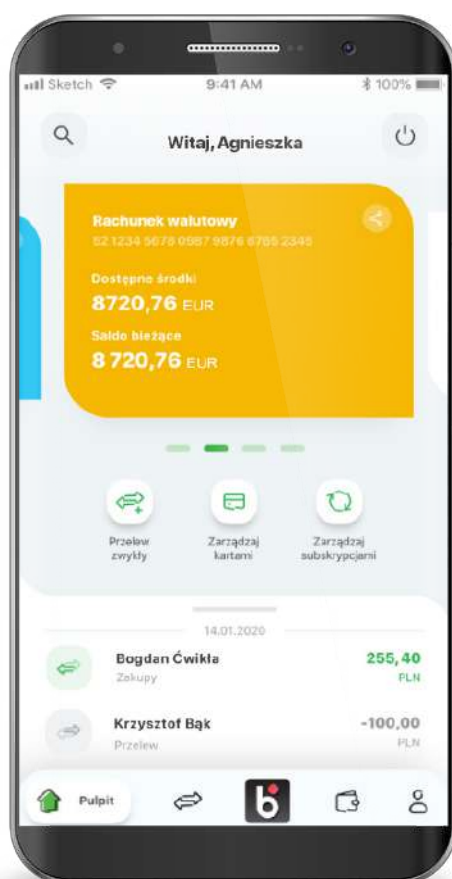 Sketch
9:41 AM
100%
Witaj, Agnieszka
Rachunek walutowy
52 1234 5678 0987 9876 8765 2345
Dostępne środki
8720,76 EUR
Saldo bieżące
8 720,76 EUR
Przelew
zwykły
Zarządzaj
kartami
Zarządzaj
subskrypcjami
14.01.2020
Bogdan Ćwikła
255,40
Zakupy
PLN
Krzysztof Bąk
-100,00
Przelew
PLN
Pulpit
b